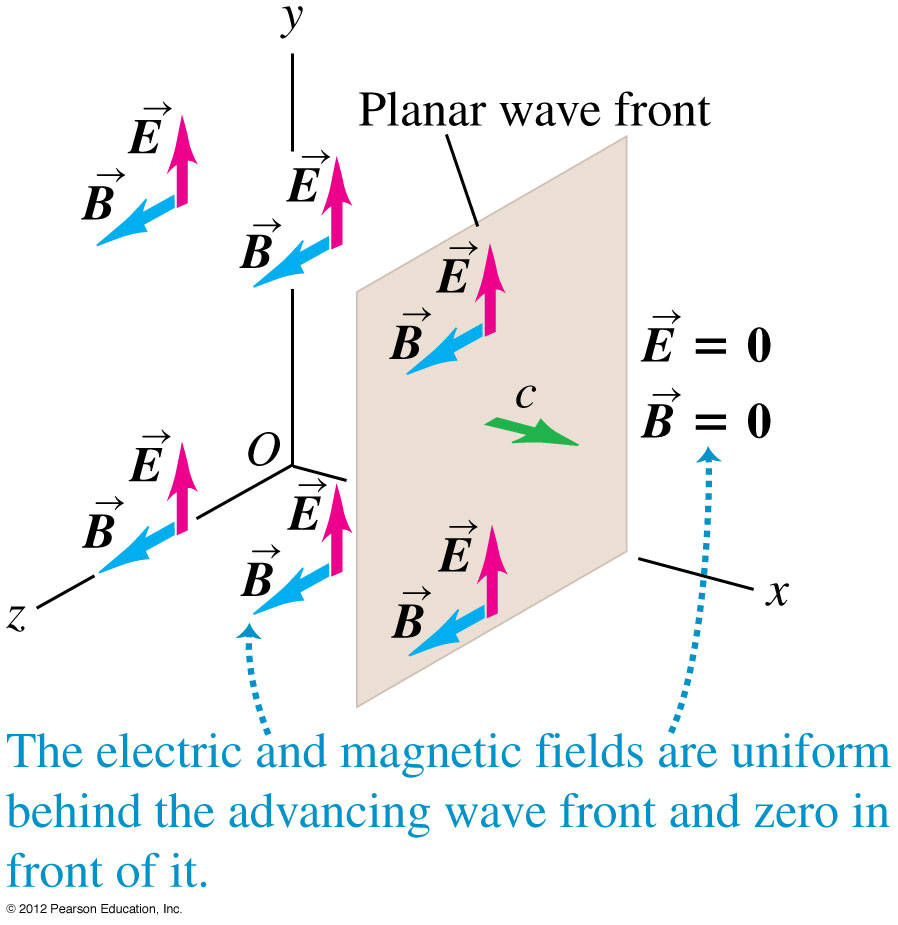 y
Planar wave front
E
B
E
B
E
B
E = 0
B = 0
c
O
E
B
E
B
E
B
x
z
The electric and magnetic fields are uniform
behind the advancing wave front and zero in
front of it.
© 2012 Pearson Education, Inc.